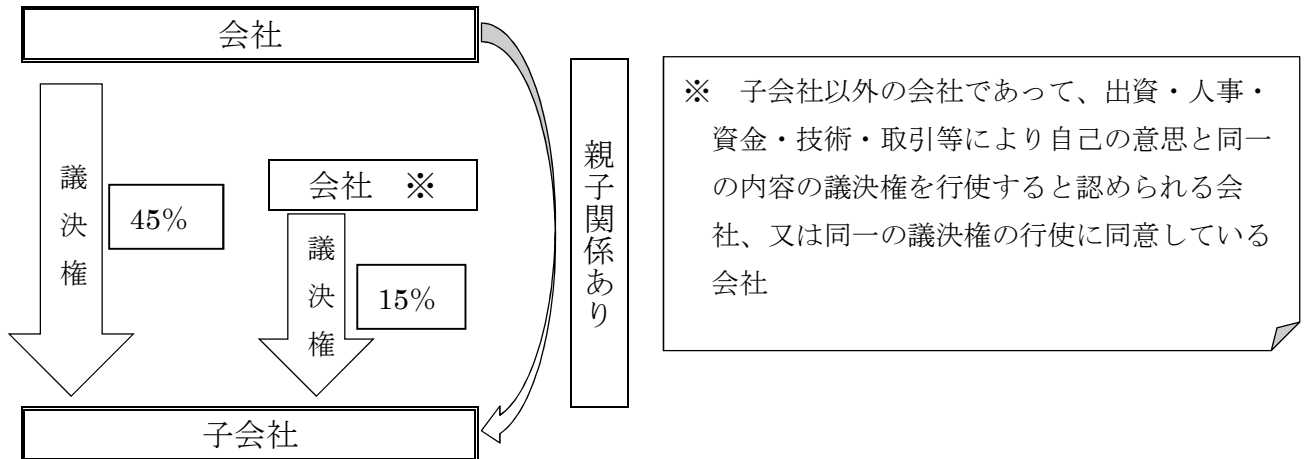 会社
議決権
45%
会社 ※
議決権
15%
親子関係あり
子会社
※ 子会社以外の会社であって、出資・人事・
資金・技術・取引等により自己の意思と同一
の内容の議決権を行使すると認められる会
社、又は同一の議決権の行使に同意している
会社